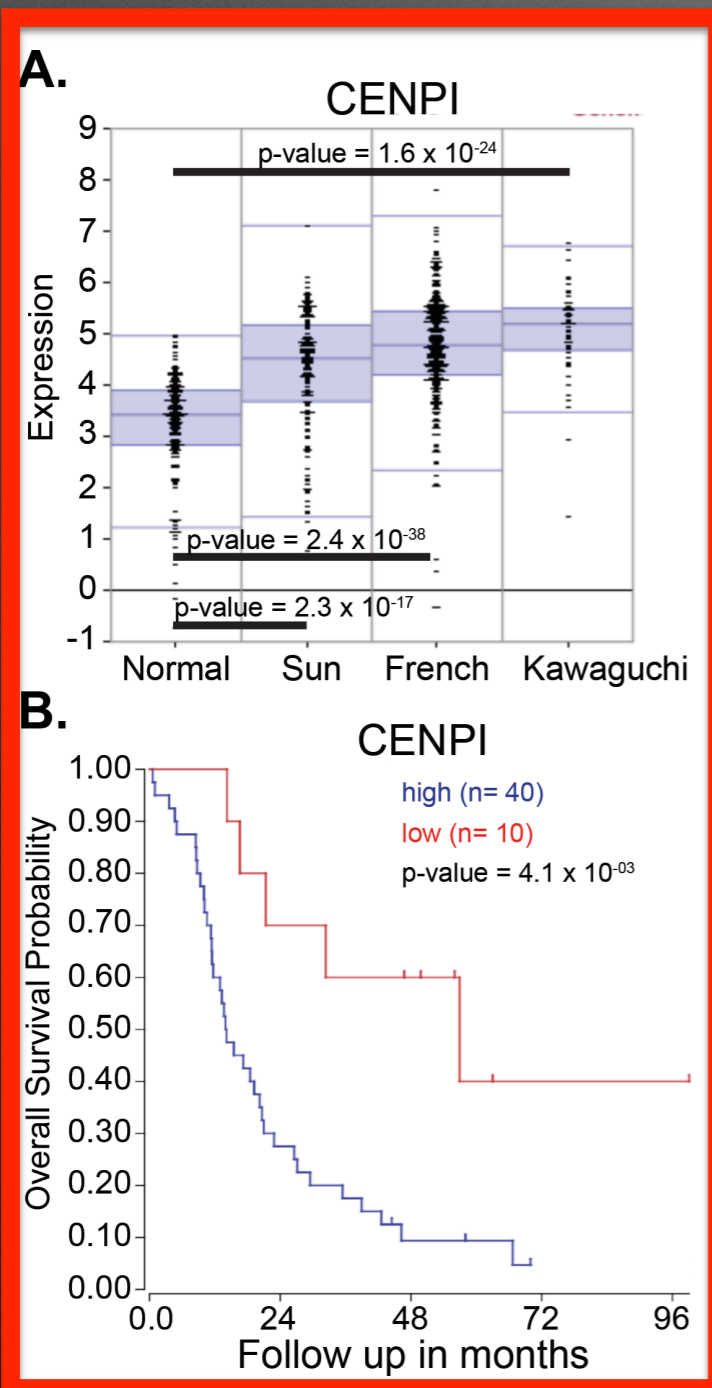 A.
CENPI
9
p-value = 1.6 x 10-24
8
7
6
5
4
3
2
1
p-value = 2.4 x 10-38
0
p-value = 2.3 x 10-17
-1
Expression
Normal Sun French Kawaguchi
B.
CENPI
1.00
high (n= 40)
0.90
low (n= 10)
p-value = 4.1 x 10-03
0.80
0.70
0.60
0.50
0.40
0.30
0.20
0.10
0.00
Overall Survival Probability
0.0 24 48 72 96
Follow up in months